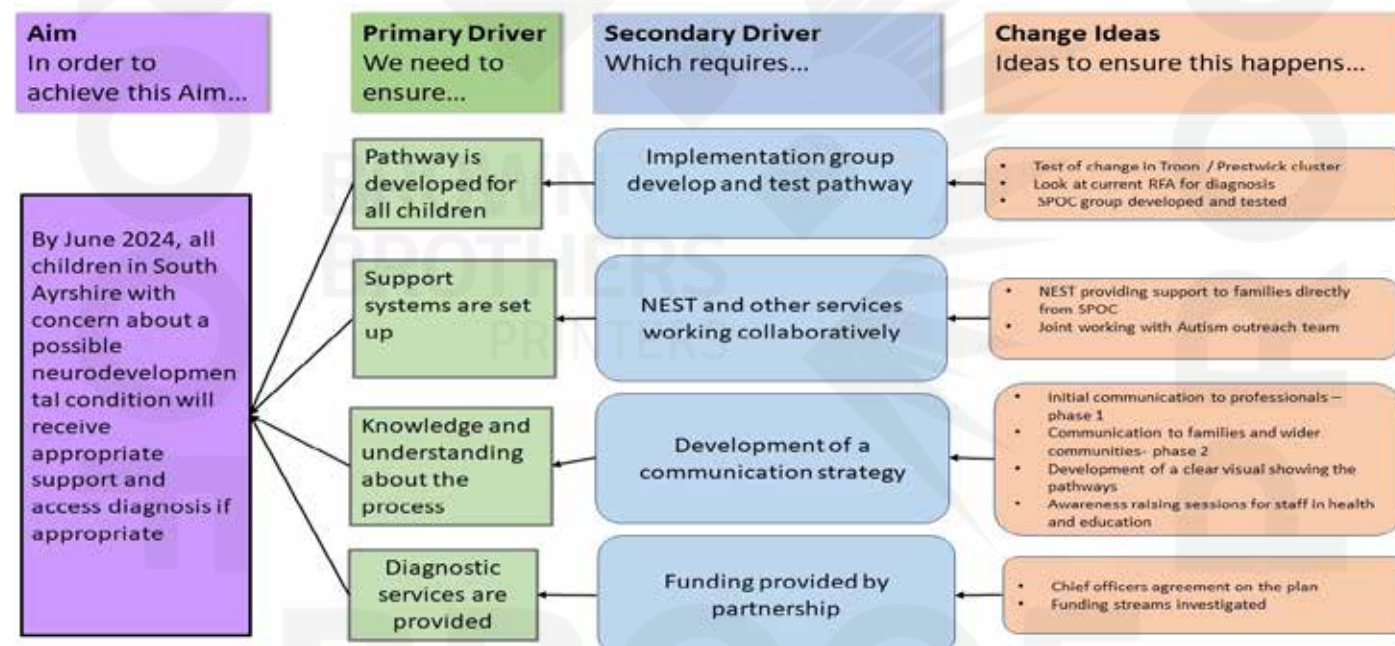 Aim
In order to
achieve this Aim...
Primary Driver
We need to
ensure...
Secondary Driver
Which requires...
Change Ideas
Ideas to ensure this happens...
By June 2024, all
children in South
Ayrshire with
concern about a
possible
neurodevelopmen
tal condition will
receive
appropriate
support and
access diagnosis if
appropriate
Pathway is
developed for
all children
Implementation group
develop and test pathway
• Test of change in Troon / Prestwick cluster
• Look at current RFA for diagnosis
• SPOC group developed and tested
Support
systems are set
up
NEST and other services
working collaboratively
• NEST providing support to families directly
from SPOC
• Joint working with Autism outreach team
Knowledge and
understanding
about the
process
Development of a
communication strategy
• Initial communication to professionals –
phase 1
• Communication to families and wider
communities- phase 2
• Development of a clear visual showing the
pathways
• Awareness raising sessions for staff in health
and education
Diagnostic
services are
provided
Funding provided by
partnership
• Chief officers agreement on the plan
• Funding streams investigated
BROTHERS
PRINTERS